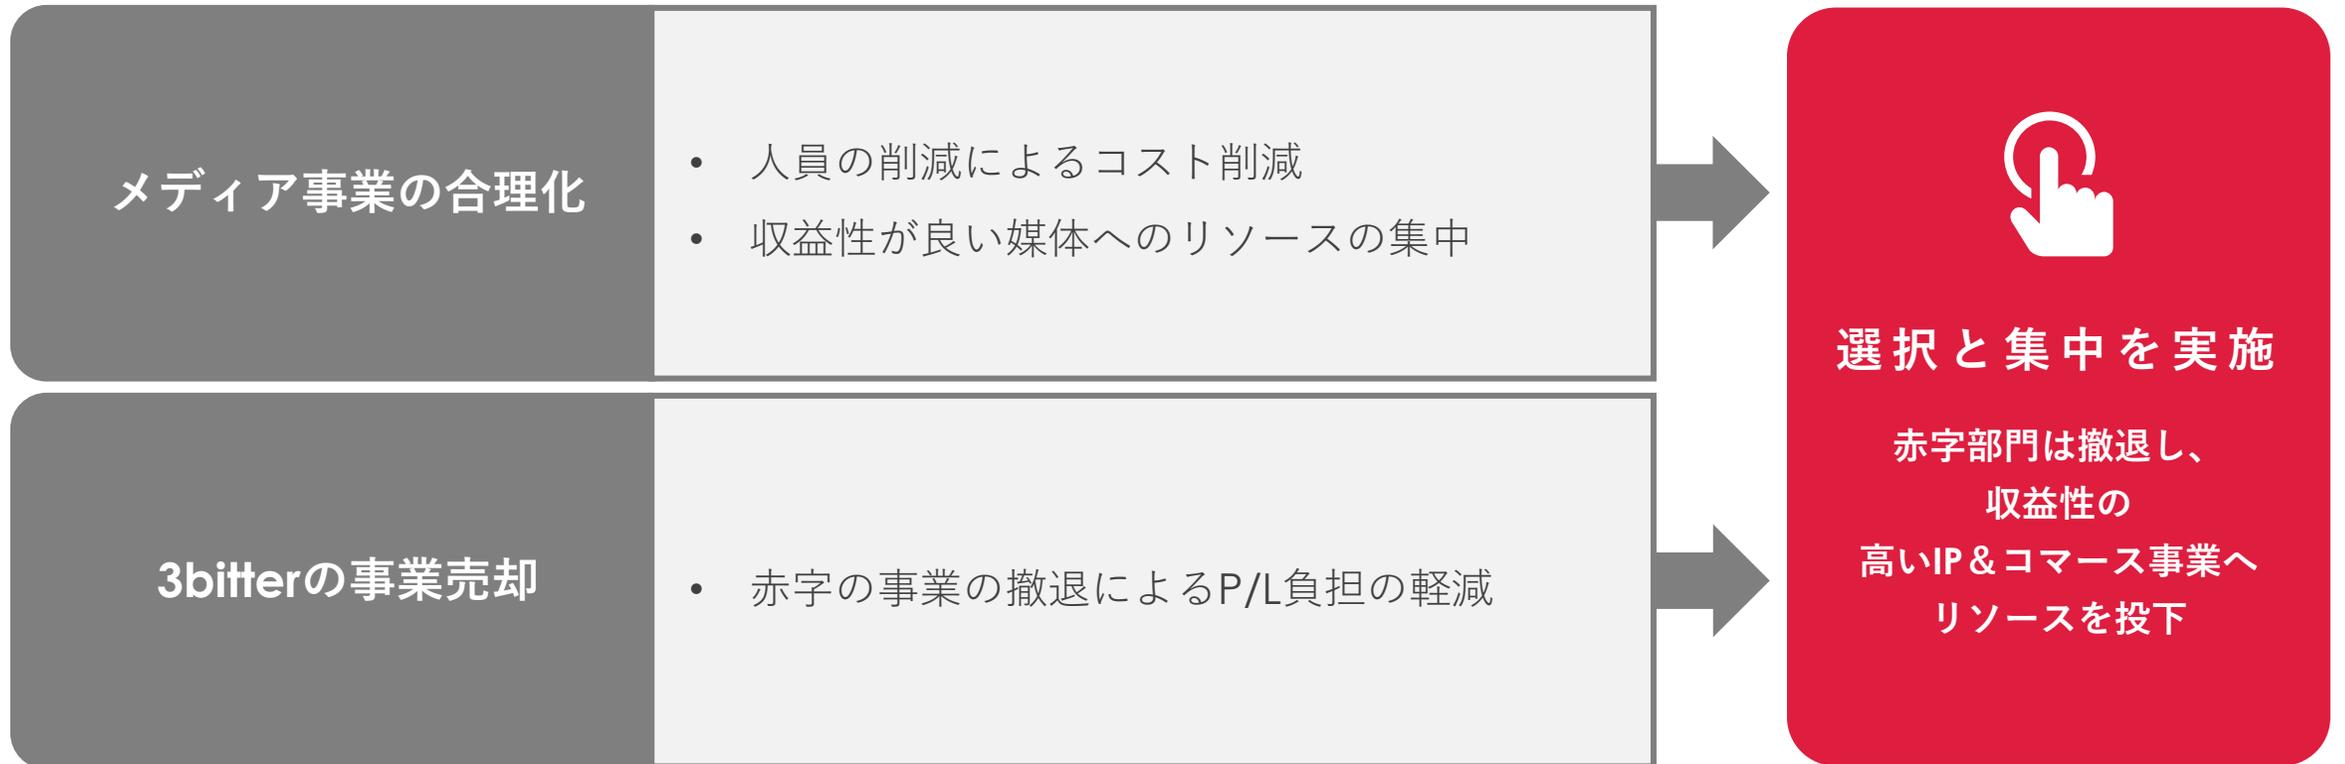 メディア事業の合理化
• 人員の削減によるコスト削減
• 収益性が良い媒体へのリソースの集中
3bitterの事業売却
• 赤字の事業の撤退によるP/L負担の軽減
選択と集中を実施
赤字部門は撤退し、
収益性の
高いIP＆コマース事業へ
リソースを投下